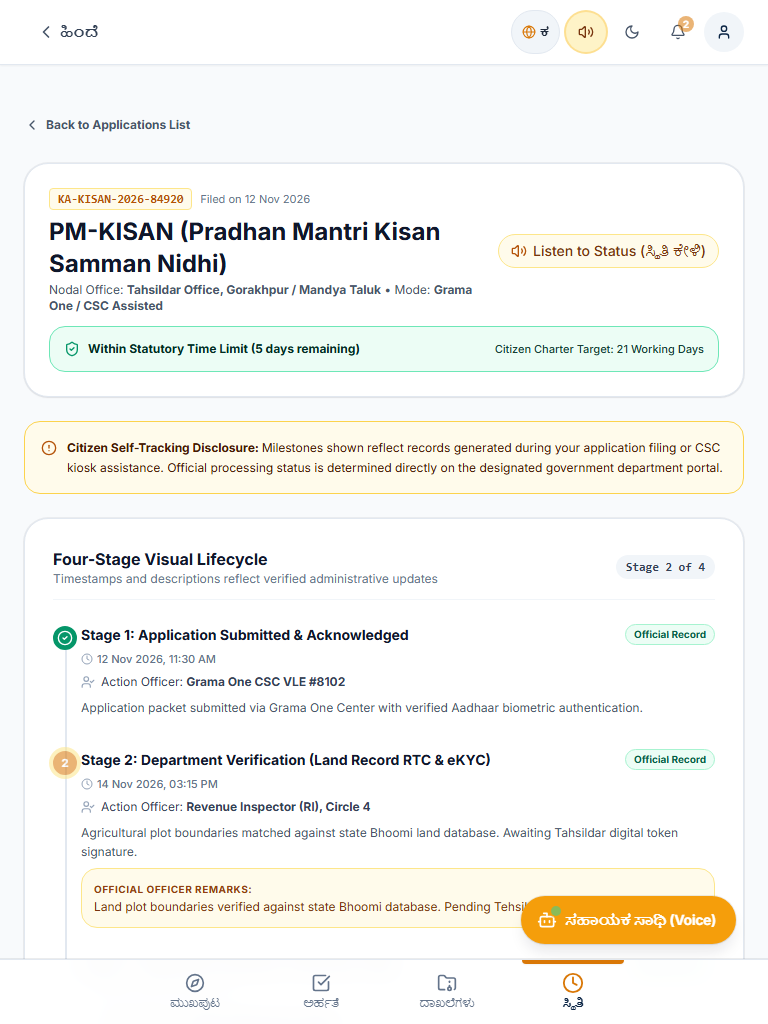 ಹಿಂದೆ
ಕ
2
Back to Applications List
KA-KISAN-2026-84920 Filed on 12 Nov 2026
PM-KISAN (Pradhan Mantri Kisan
Samman Nidhi)
Listen to Status (ಸ್ಥಿತಿ ಕೇಳಿ)
Nodal Office: Tahsildar Office, Gorakhpur / Mandya Taluk • Mode: Grama
One / CSC Assisted
Within Statutory Time Limit (5 days remaining) Citizen Charter Target: 21 Working Days
Citizen Self-Tracking Disclosure: Milestones shown reflect records generated during your application filing or CSC
kiosk assistance. Official processing status is determined directly on the designated government department portal.
Four-Stage Visual Lifecycle
Timestamps and descriptions reflect verified administrative updates
Stage 2 of 4
Stage 1: Application Submitted & Acknowledged Official Record
12 Nov 2026, 11:30 AM
Action Officer: Grama One CSC VLE #8102
Application packet submitted via Grama One Center with verified Aadhaar biometric authentication.
2 Stage 2: Department Verification (Land Record RTC & eKYC) Official Record
14 Nov 2026, 03:15 PM
Action Officer: Revenue Inspector (RI), Circle 4
Agricultural plot boundaries matched against state Bhoomi land database. Awaiting Tahsildar digital token
signature.
OFFICIAL OFFICER REMARKS:
Land plot boundaries verified against state Bhoomi database. Pending
ಸಹಾಯಕ ಸಾಥಿ (Voice)
ಮುಖಪುಟ ಅರ್ಹತೆ ದಾಖಲೆಗಳು ಸ್ಥಿತಿ